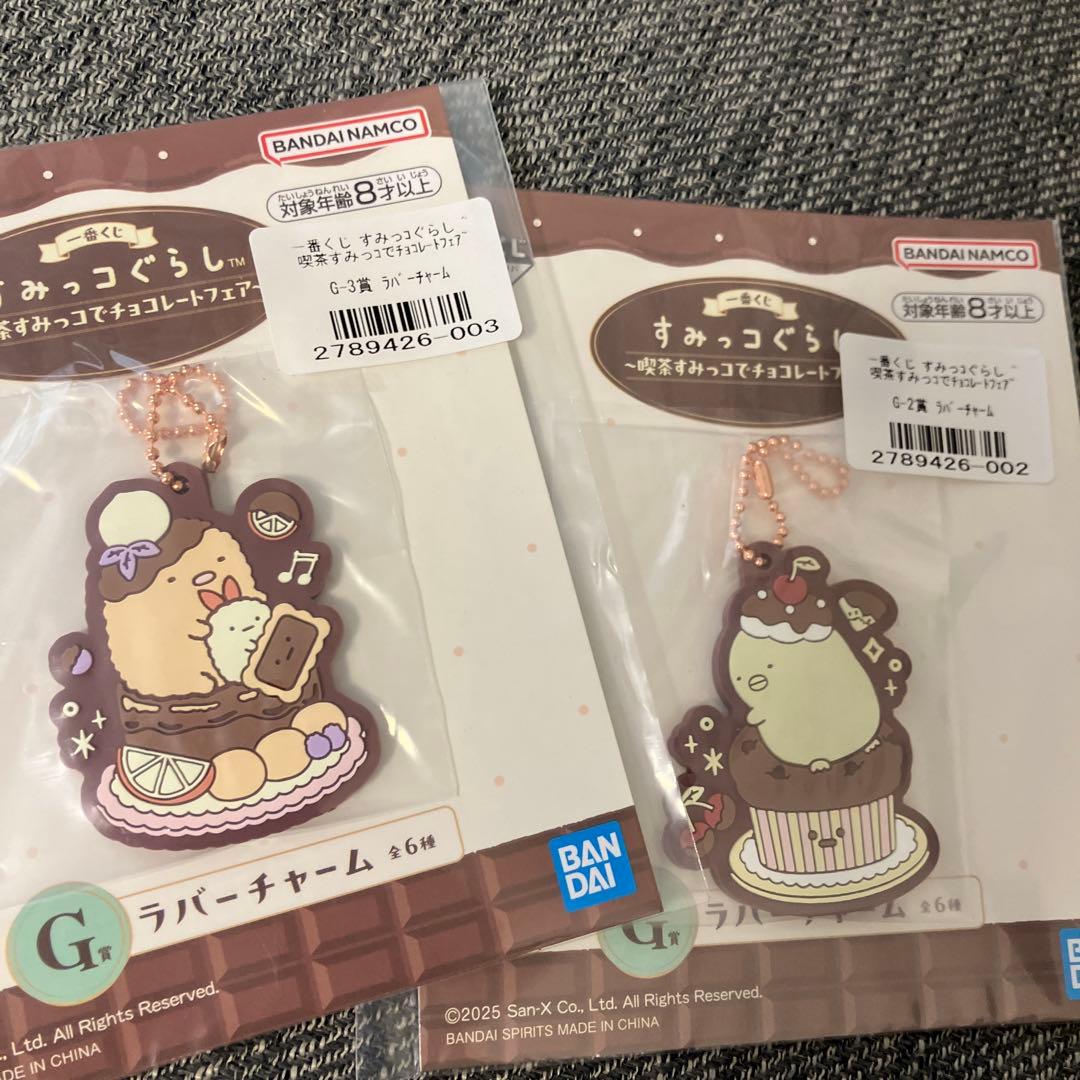 BANDAI NAMCO
たいしょうねんれい さい いじょう
対象年齢8才以上
一番くじ
すみっコぐらし™
茶すみっコでチョコレートフェア~
一番くじ すみっコぐらし ~
喫茶すみっコでチョコレートフェア~
G-3賞 ラバーチャーム
2789426-003
G賞
ラバーチャーム 全6種
BAN
DAI
., Ltd. All Rights Reserved.
DE IN CHINA
BANDAI NAMCO
たいしょうねんれい さい いじょう
対象年齢8才以上
一番くじ
すみっコぐらし
~喫茶すみっコでチョコレートフ
一番くじ すみっコぐらし ~
喫茶すみっコでチョコレートフェア~
G-2賞 ラバーチャーム
2789426-002
G賞
ラバーチャーム 全6種
©2025 San-X Co., Ltd. All Rights Reserved.
BANDAI SPIRITS MADE IN CHINA